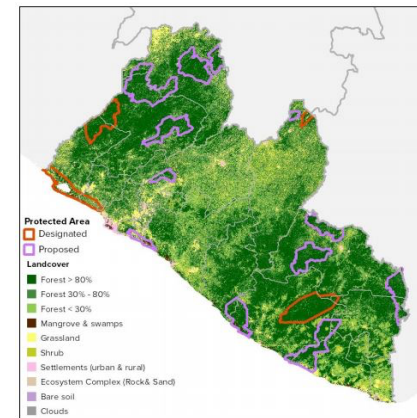 Protected Area
Designated
Proposed
Landcover
Forest > 80%
Forest 30% - 80%
Forest < 30%
Mangrove & swamps
Grassland
Shrub
Settlements (urban & rural)
Ecosystem Complex (Rock& Sand)
Bare soil
Clouds